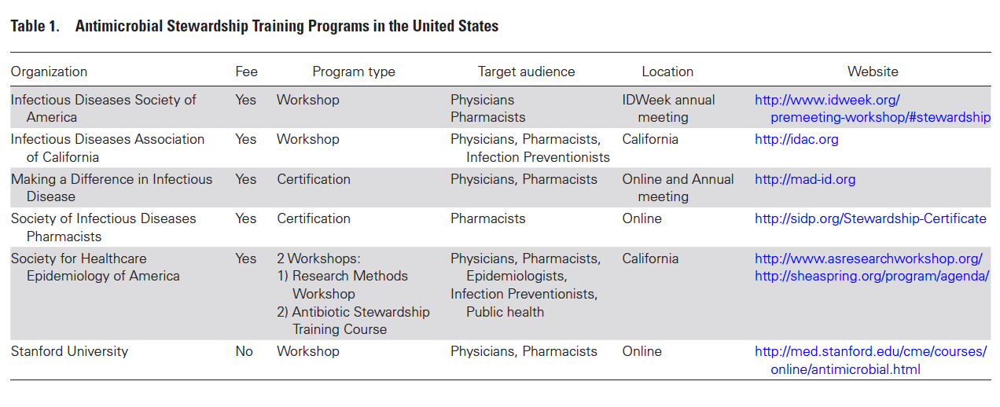 Table 1. Antimicrobial Stewardship Training Programs in the United States
Organization Fee Program type Target audience Location Website
Infectious Diseases Society of Yes Workshop Physicians IDWeek annual http://www.idweek.org/
America Pharmacists meeting premeeting-workshop/#stewardship
Infectious Diseases Association Yes Workshop Physicians, Pharmacists, California http://idac.org
of California Infection Preventionists
Making a Difference in Infectious Yes Certification Physicians, Pharmacists Online and Annual http://mad-id.org
Disease meeting
Society of Infectious Diseases Yes Certification Pharmacists Online http://sidp.org/Stewardship-Certificate
Pharmacists
Society for Healthcare Yes 2 Workshops: Physicians, Pharmacists, California http://www.asresearchworkshop.org/
Epidemiology of America 1) Research Methods Epidemiologists, http://sheaspring.org/program/agenda/
Workshop Infection Preventionists,
2) Antibiotic Stewardship Public health
Training Course
Stanford University No Workshop Physicians, Pharmacists Online http://med.stanford.edu/cme/courses/
online/antimicrobial.html